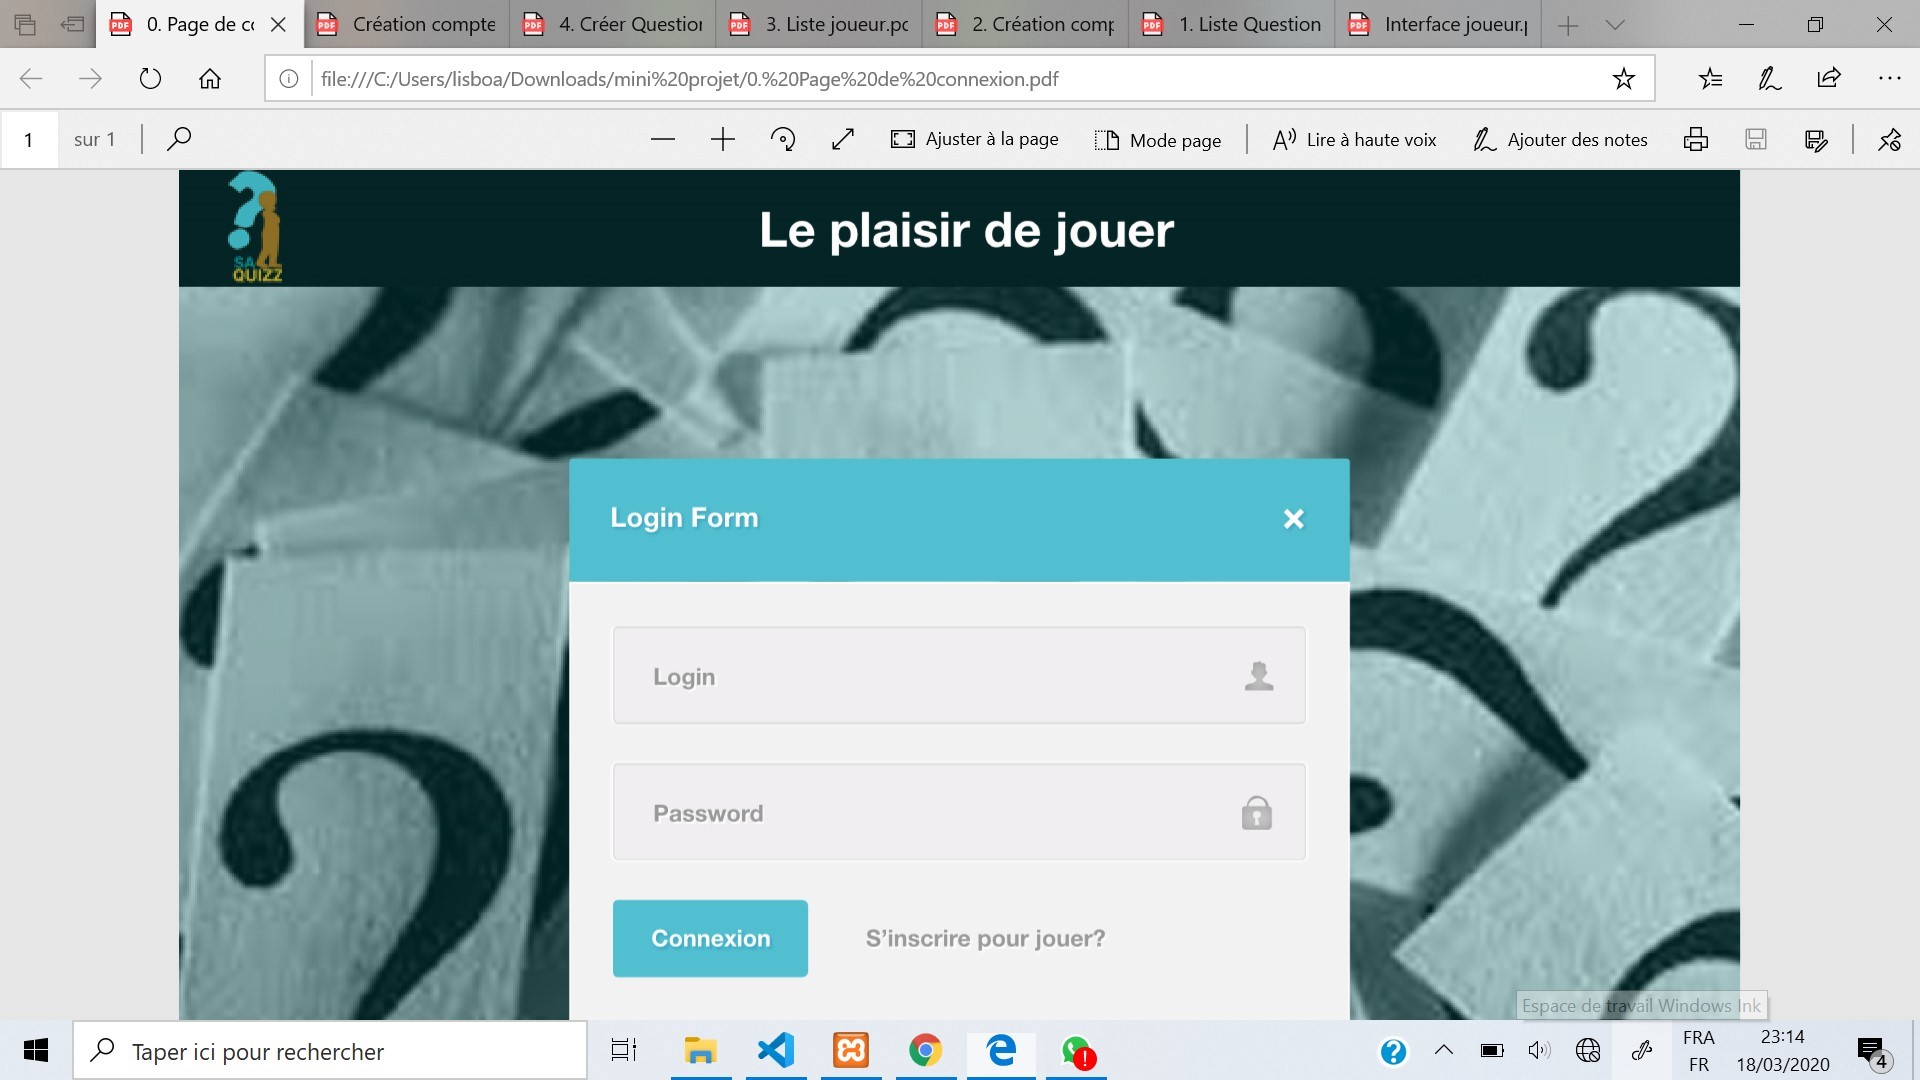 0. Page de co
Création compte
4. Créer Question
3. Liste joueur.pd
2. Création comp
1. Liste Question
Interface joueur.p
file:///C:/Users/lisboa/Downloads/mini%20projet/0.%20Page%20de%20connexion.pdf
1 sur 1
Ajuster à la page
Mode page
Lire à haute voix
Ajouter des notes
SA
QUIZZ
Le plaisir de jouer
Login Form
Login
Password
Connexion
S'inscrire pour jouer?
Espace de travail Windows Ink
Taper ici pour rechercher
FRA
FR
23:14
18/03/2020
4